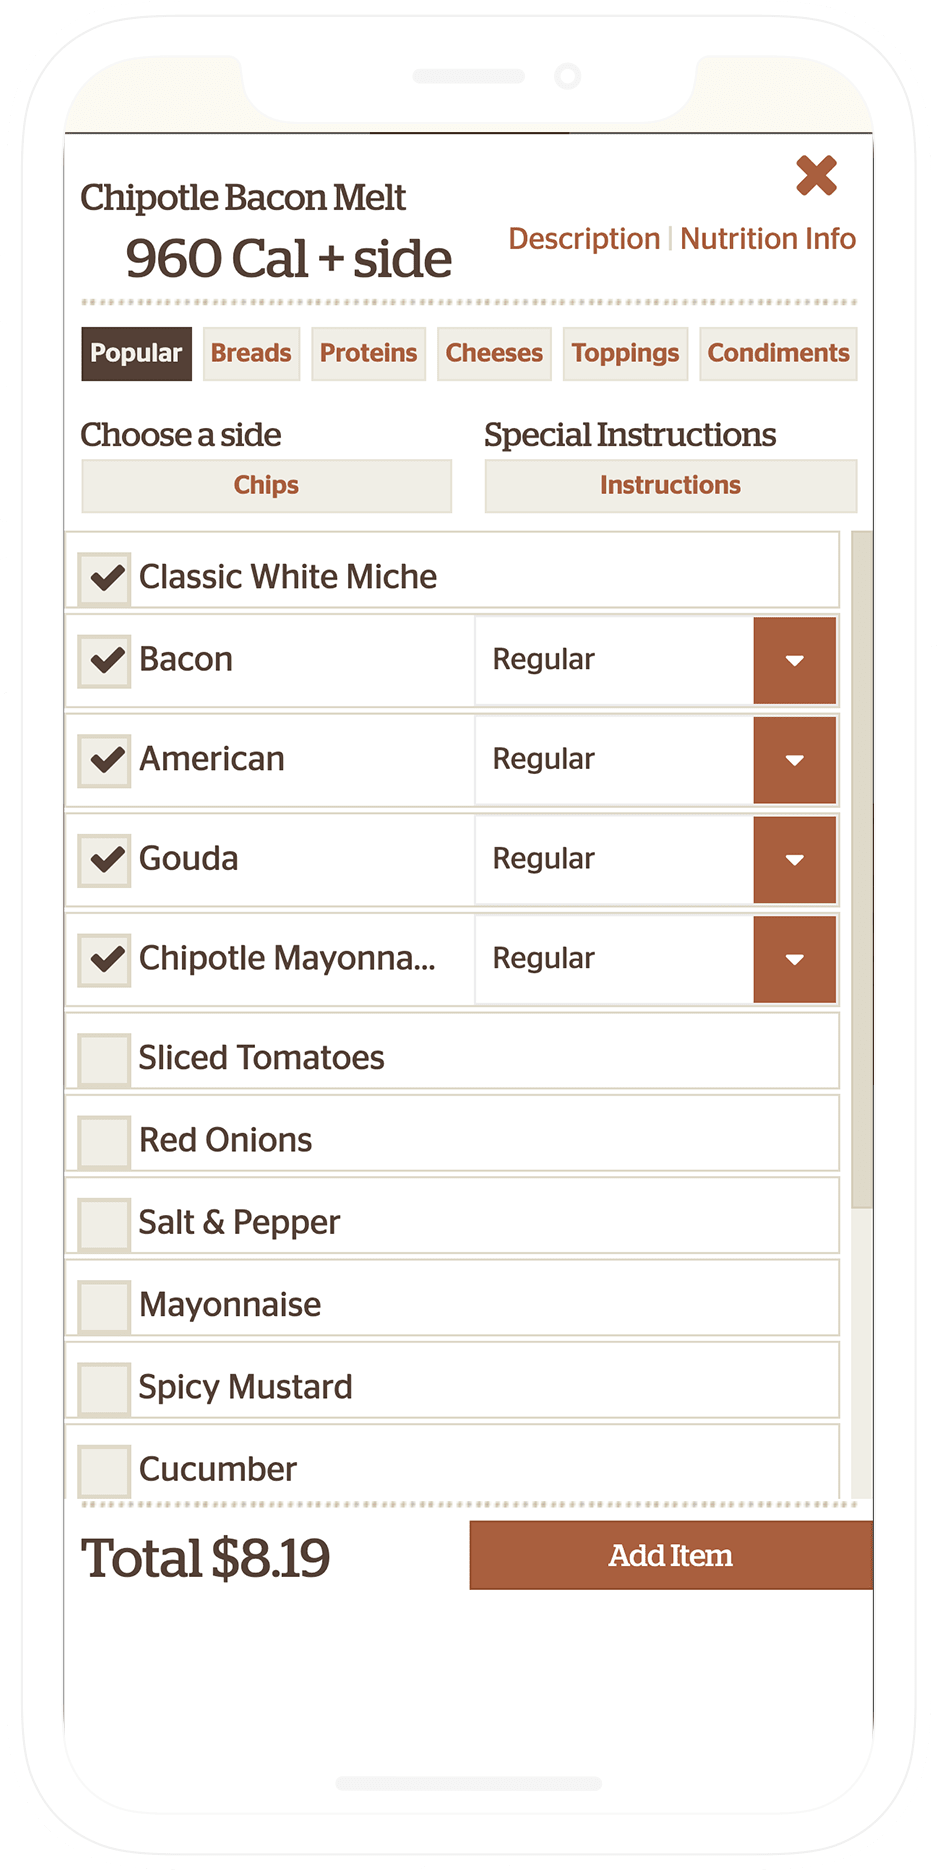 Chipotle Bacon Melt
960 Cal + side
Description | Nutrition Info
Popular Breads Proteins Cheeses Toppings Condiments
Choose a side Special Instructions
Chips Instructions
Classic White Miche
Bacon Regular
American Regular
Gouda Regular
Chipotle Mayonna... Regular
Sliced Tomatoes
Red Onions
Salt & Pepper
Mayonnaise
Spicy Mustard
Cucumber
Total $8.19 Add Item